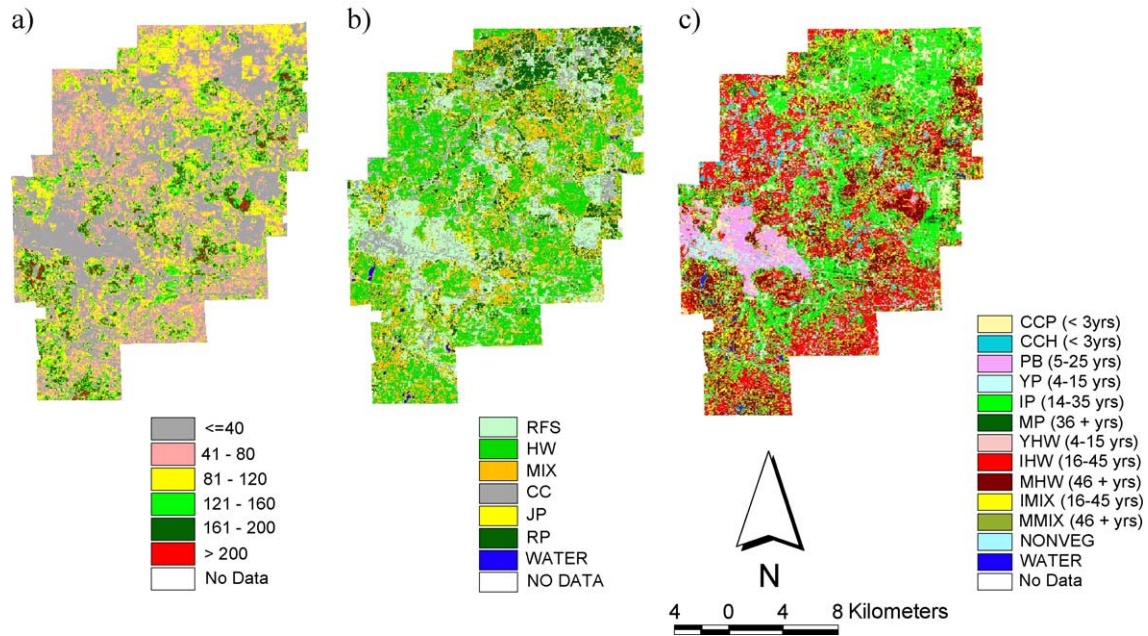 a)
b)
c)
<=40
41 - 80
81 - 120
121 - 160
161 - 200
> 200
No Data
RFS
HW
MIX
CC
JP
RP
WATER
NO DATA
CCP (< 3yrs)
CCH (< 3yrs)
PB (5-25 yrs)
YP (4-15 yrs)
IP (14-35 yrs)
MP (36 + yrs)
YHW (4-15 yrs)
IHW (16-45 yrs)
MHW (46 + yrs)
IMIX (16-45 yrs)
MMIX (46 + yrs)
NONVEG
WATER
No Data
N
4 0 4 8 Kilometers